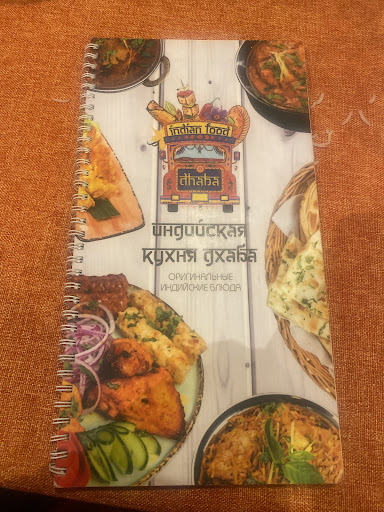 indian food
dhaba
индийская
кухня дхаба
ОРИГИНАЛЬНЫЕ
ИНДИЙСКИЕ БЛЮДА